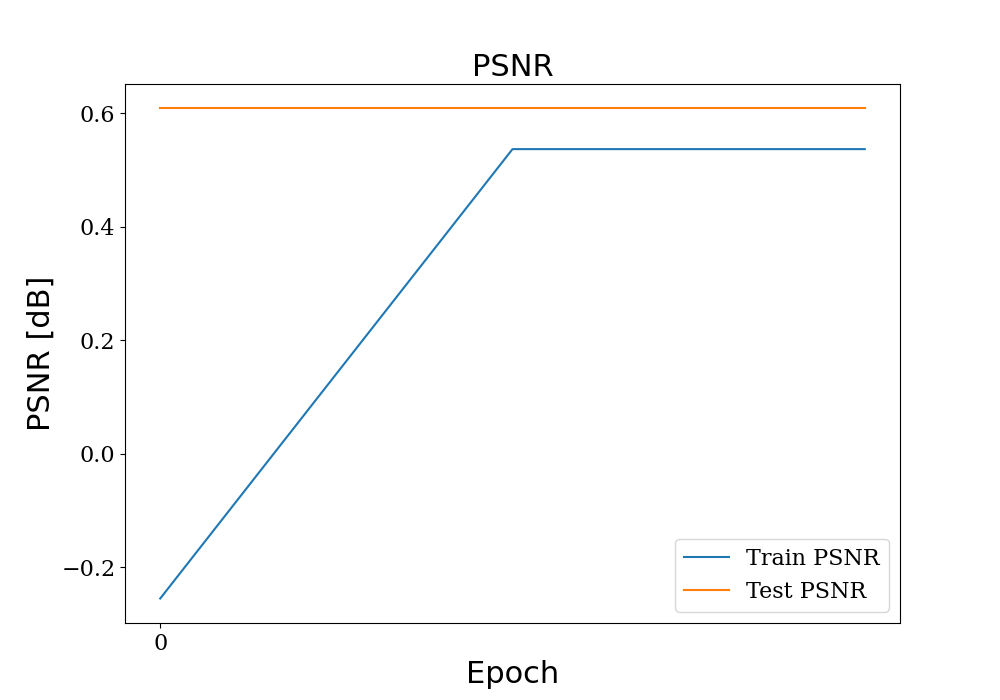 PSNR
0.6
0.4
0.2
0.0
−0.2
PSNR [dB]
0
Epoch
Train PSNR
Test PSNR